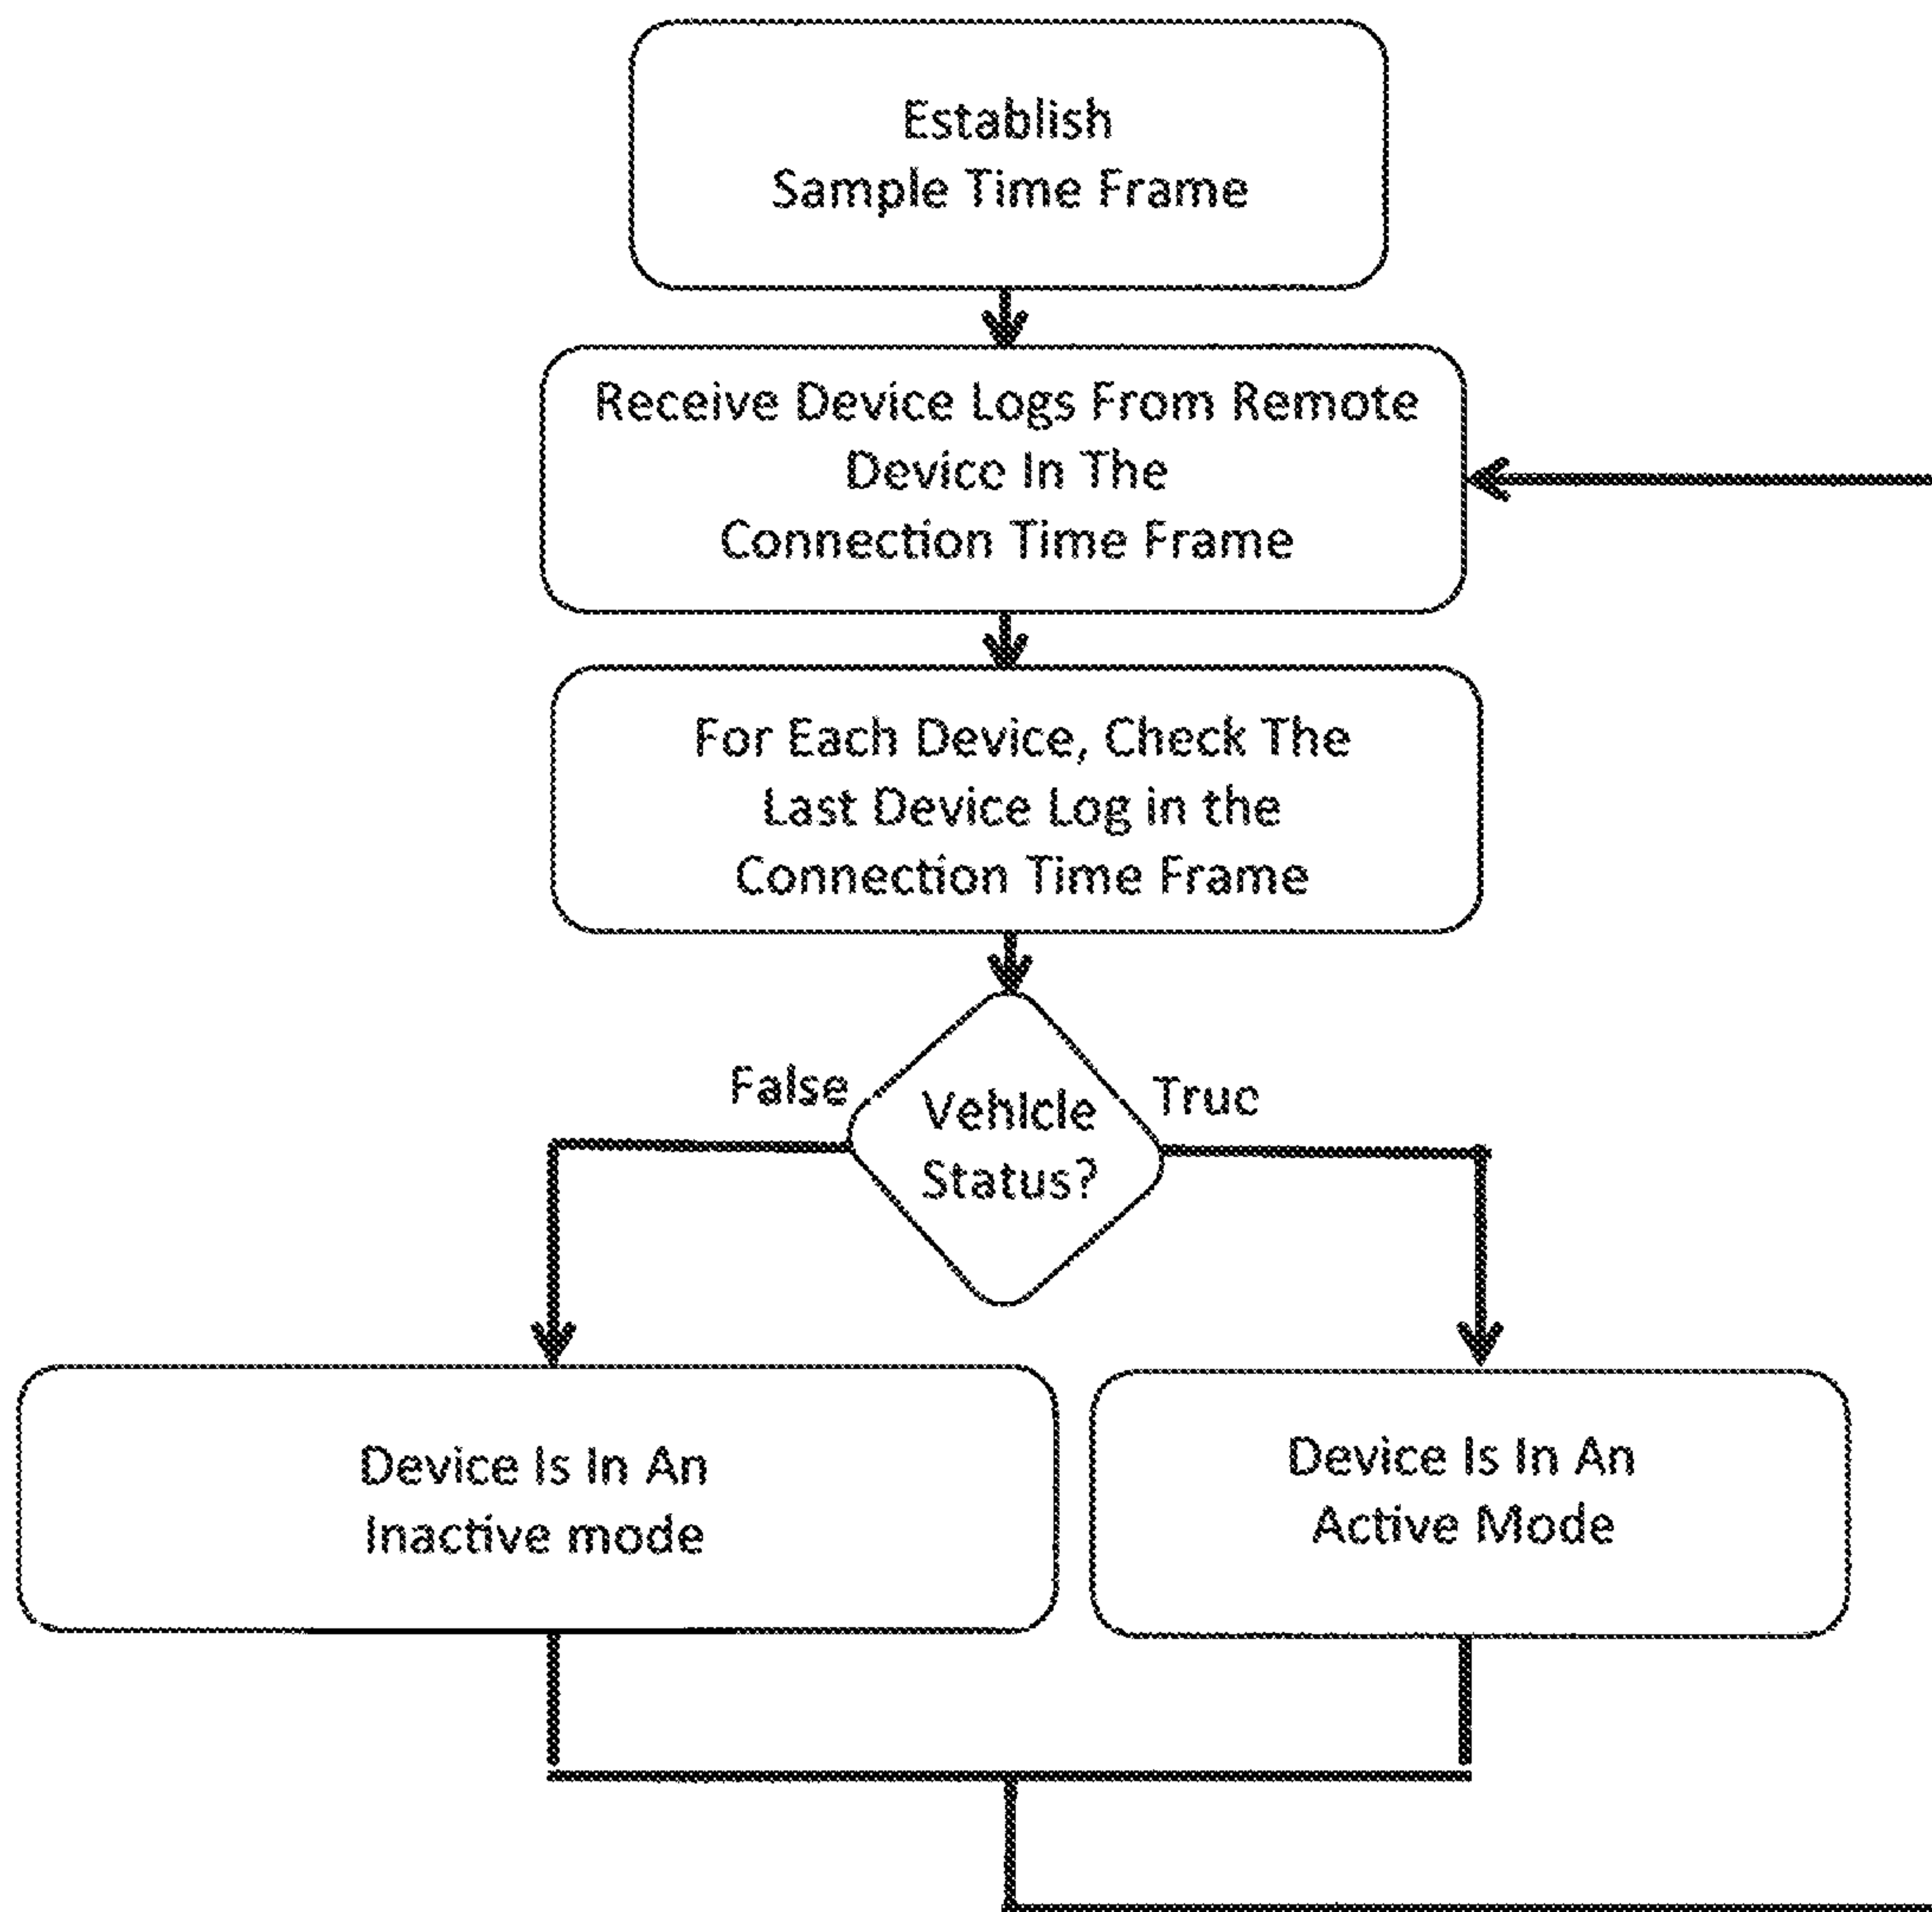 Establish
Sample Time Frame
Receive Device Logs From Remote
Device In The
Connection Time Frame
For Each Device, Check The
Last Device Log in the
Connection Time Frame
False
True
Vehicle
Status?
Device Is In An
Inactive mode
Device Is In An
Active Mode